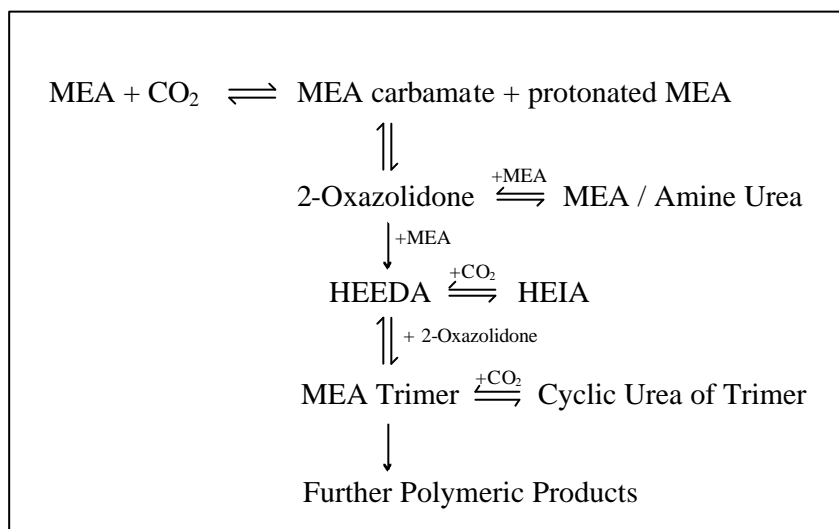 MEA + CO₂ ⇌ MEA carbamate + protonated MEA
2-Oxazolidone +MEA ⇌ MEA / Amine Urea
+MEA
HEEDA +CO₂ ⇌ HEIA
+ 2-Oxazolidone
MEA Trimer +CO₂ ⇌ Cyclic Urea of Trimer
Further Polymeric Products